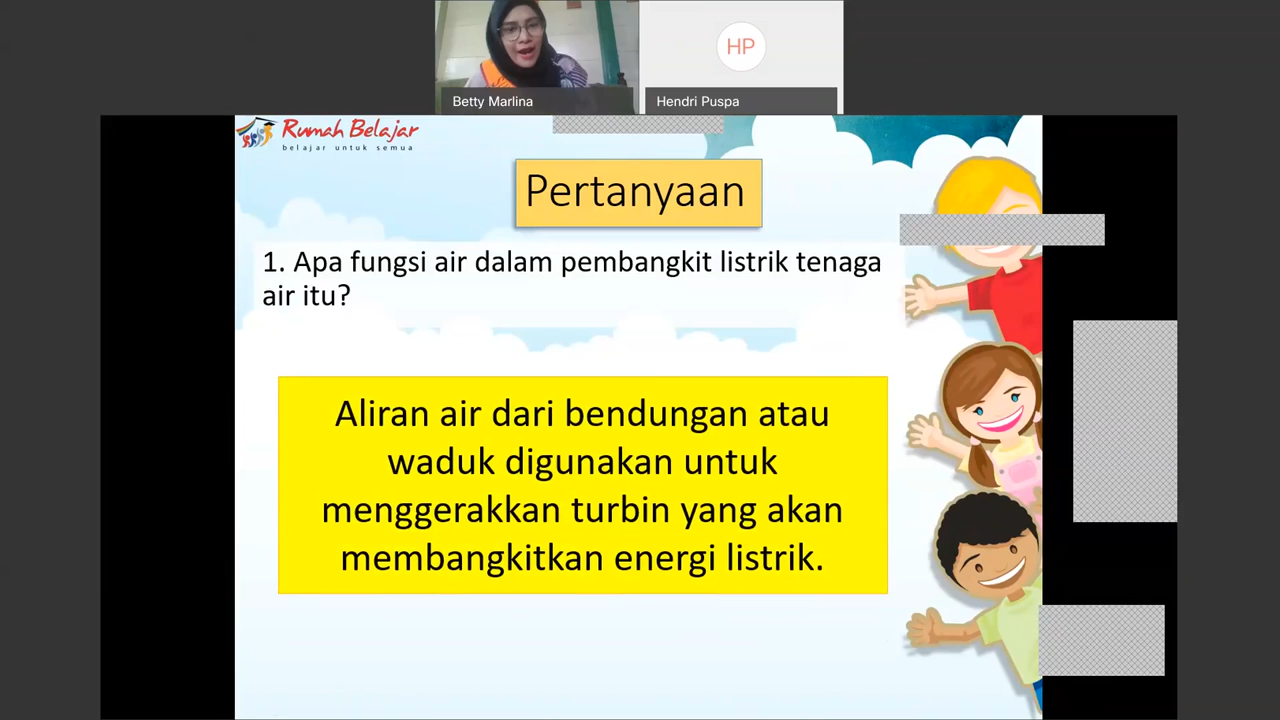 Betty Marlina
HP
Hendri Puspa
Rumah Belajar
belajar untuk semua
Pertanyaan
1. Apa fungsi air dalam pembangkit listrik tenaga
air itu?
Aliran air dari bendungan atau
waduk digunakan untuk
menggerakkan turbin yang akan
membangkitkan energi listrik.